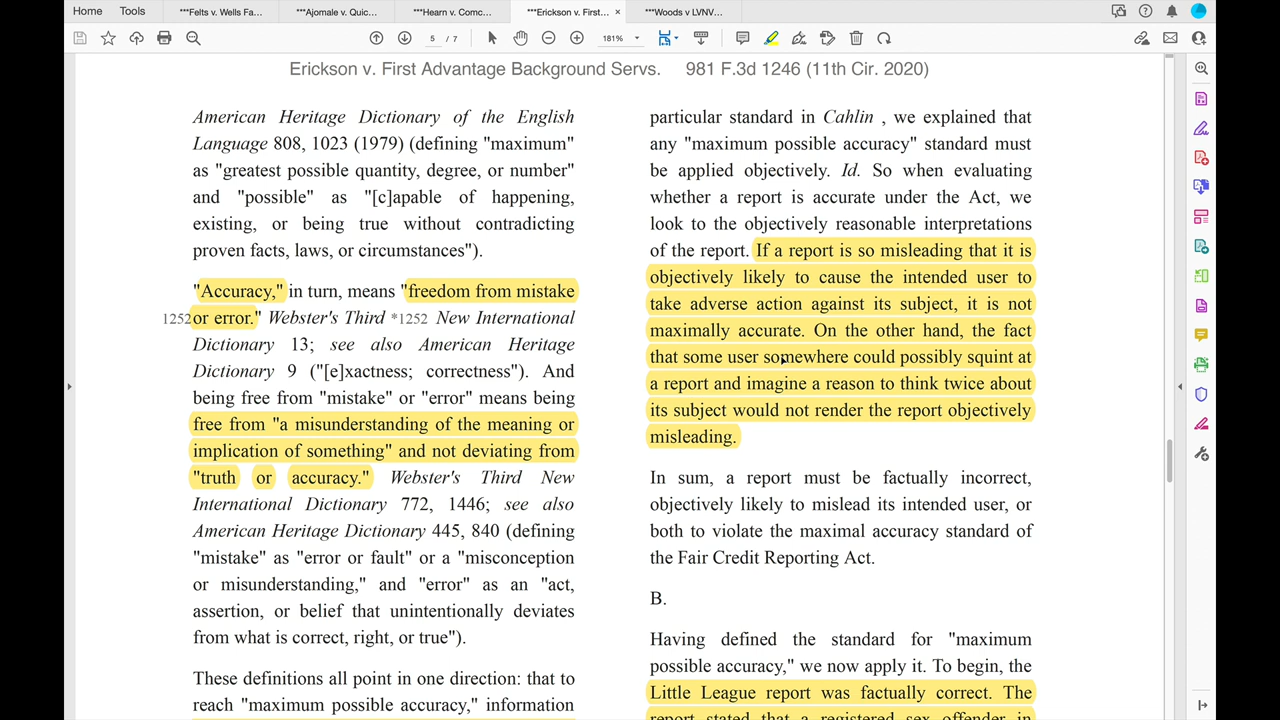 Home Tools ***Felts v. Wells Fa... ***Ajomale v. Quic... ***Hearn v. Comc... ***Erickson v. First... × ***Woods v LVNV...
5 / 7 181%
Erickson v. First Advantage Background Servs. 981 F.3d 1246 (11th Cir. 2020)
American Heritage Dictionary of the English
Language 808, 1023 (1979) (defining "maximum"
as "greatest possible quantity, degree, or number"
and "possible" as "[c]apable of happening,
existing, or being true without contradicting
proven facts, laws, or circumstances").
"Accuracy," in turn, means "freedom from mistake
1252 or error." Webster's Third *1252 New International
Dictionary 13; see also American Heritage
Dictionary 9 ("[e]xactness; correctness"). And
being free from "mistake" or "error" means being
free from "a misunderstanding of the meaning or
implication of something" and not deviating from
"truth or accuracy." Webster's Third New
International Dictionary 772, 1446; see also
American Heritage Dictionary 445, 840 (defining
"mistake" as "error or fault" or a "misconception
or misunderstanding," and "error" as an "act,
assertion, or belief that unintentionally deviates
from what is correct, right, or true").
These definitions all point in one direction: that to
reach "maximum possible accuracy," information
particular standard in Cahlin , we explained that
any "maximum possible accuracy" standard must
be applied objectively. Id. So when evaluating
whether a report is accurate under the Act, we
look to the objectively reasonable interpretations
of the report. If a report is so misleading that it is
objectively likely to cause the intended user to
take adverse action against its subject, it is not
maximally accurate. On the other hand, the fact
that some user somewhere could possibly squint at
a report and imagine a reason to think twice about
its subject would not render the report objectively
misleading.
In sum, a report must be factually incorrect,
objectively likely to mislead its intended user, or
both to violate the maximal accuracy standard of
the Fair Credit Reporting Act.
B.
Having defined the standard for "maximum
possible accuracy," we now apply it. To begin, the
Little League report was factually correct. The
report stated that a registered sex offender in